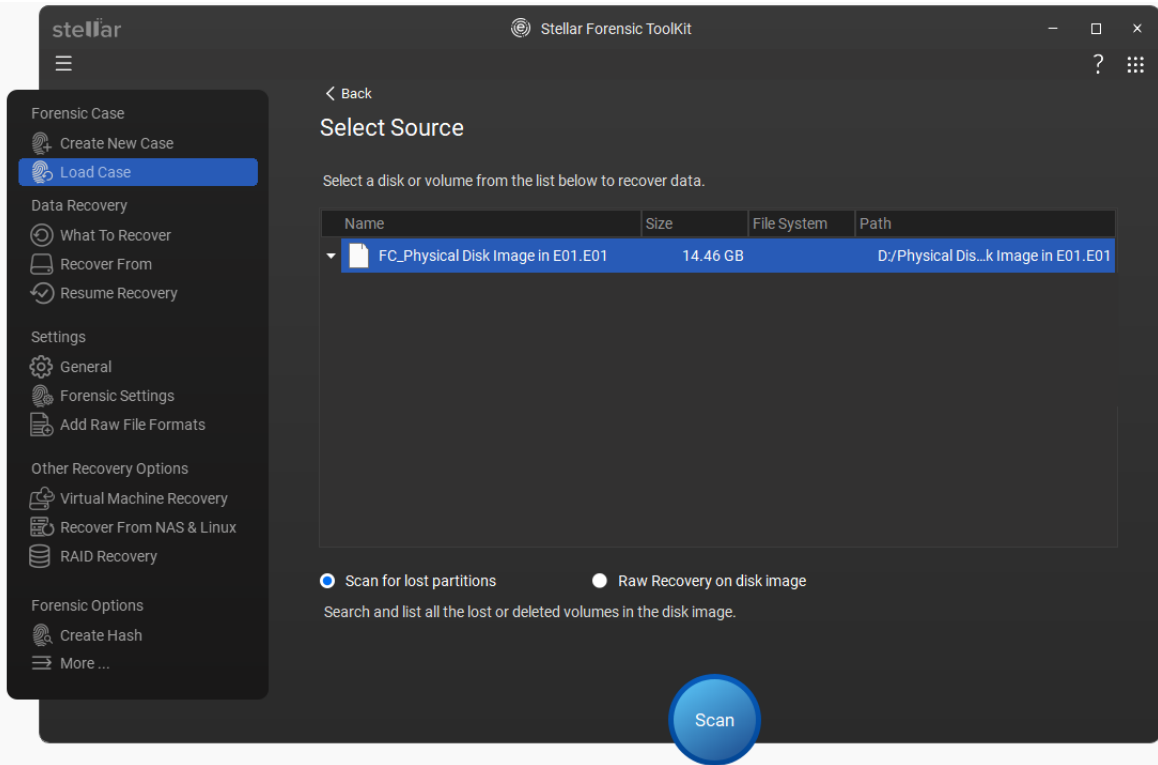 stellar
Stellar Forensic ToolKit
?
Forensic Case
Create New Case
Load Case
Data Recovery
What To Recover
Recover From
Resume Recovery
Settings
General
Forensic Settings
Add Raw File Formats
Other Recovery Options
Virtual Machine Recovery
Recover From NAS & Linux
RAID Recovery
Forensic Options
Create Hash
More ...
Back
Select Source
Select a disk or volume from the list below to recover data.
Name Size File System Path
FC_Physical Disk Image in E01.E01 14.46 GB D:/Physical Dis...k Image in E01.E01
Scan for lost partitions Raw Recovery on disk image
Search and list all the lost or deleted volumes in the disk image.
Scan